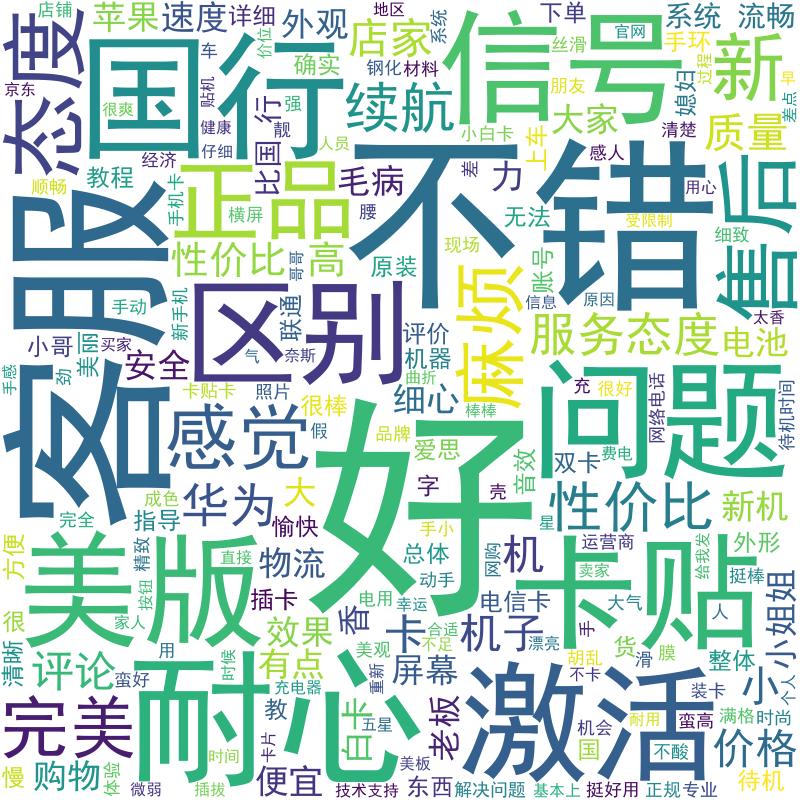 店铺
苹果
速度
详细
外观
地区
店家
系统
信号
下单
丝滑
官网
系统
流畅
手环
过程
早
态度
国行
车
价位
确实
钢化
材料
续航
朋友
大家
媳妇
新
差点
京东
很爽
贴机
强
健康
靓
行
人员
小白卡
清楚
质量
经济
仔细
比国
不错
差
力
上车
感人
顺畅
教程
手机卡
正品
横屏
毛病
腰
无法
用心
售后
客服
性价比
高
哥哥
原装
现场
账号
受限制
细致
手动
新手机
区别
联通
麻烦
信息
原因
太香
小哥
美丽
买家
气
奈斯
评价
机器
服务态度
电池
手感
劲
安全
卡贴卡
照片
曲折
细心
棒棒
问题
充
很好
网络电话
待机时间
感觉
很棒
假
好
品牌
爱思
音效
双卡
费电
成色
华为
大
字
壳
性价比
新机
完全
指导
愉快
手小
星
方便
精致
美版
直接
物流
总体
网购
机
运营商
给我发
外形
按钮
插卡
动手
卖家
挺棒
很
家人
电用
幸运
电信卡
卡贴
大气
人
用
效果
香
卡
合适
机子
漂亮
手
货
小姐姐
清晰
评论
蛮好
时候
有点
美观
不足
屏幕
胡乱
滑
膜
整体
小
个人
耐心
充电器
重新
不卡
装卡
完美
教
白卡
五星
老板
激活
机会
耐用
蛮高
满格
时尚
时间
卡片
国
不酸
价格
慢
购物
体验
微弱
插拔
便宜
美板
技术支持
东西
解决问题
基本上
挺好用
正规
专业
待机